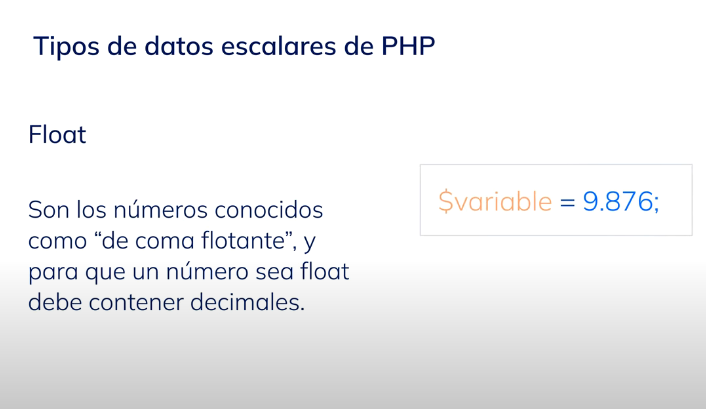 Tipos de datos escalares de PHP
Float
Son los números conocidos
como “de coma flotante”, y
para que un número sea float
debe contener decimales.
$variable = 9.876;